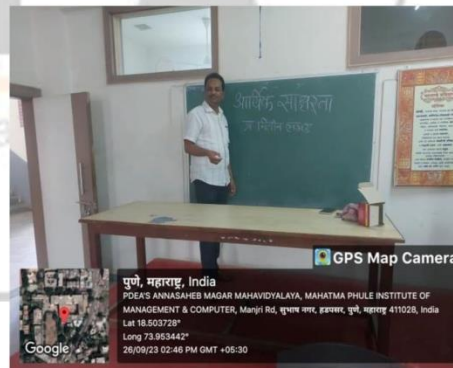 आर्थिक साक्षरता
GPS Map Camera
पुणे, महाराष्ट्र, India
PDEA'S ANNASAHEB MAGAR MAHAVIDYALAYA, MAHATMA PHULE INSTITUTE OF
MANAGEMENT & COMPUTER, Manjri Rd, सुभाष नगर, हडपसर, पुणे, महाराष्ट्र 411028, India
Lat 18.503728°
Long 73.953442°
26/09/23 02:46 PM GMT +05:30
Google